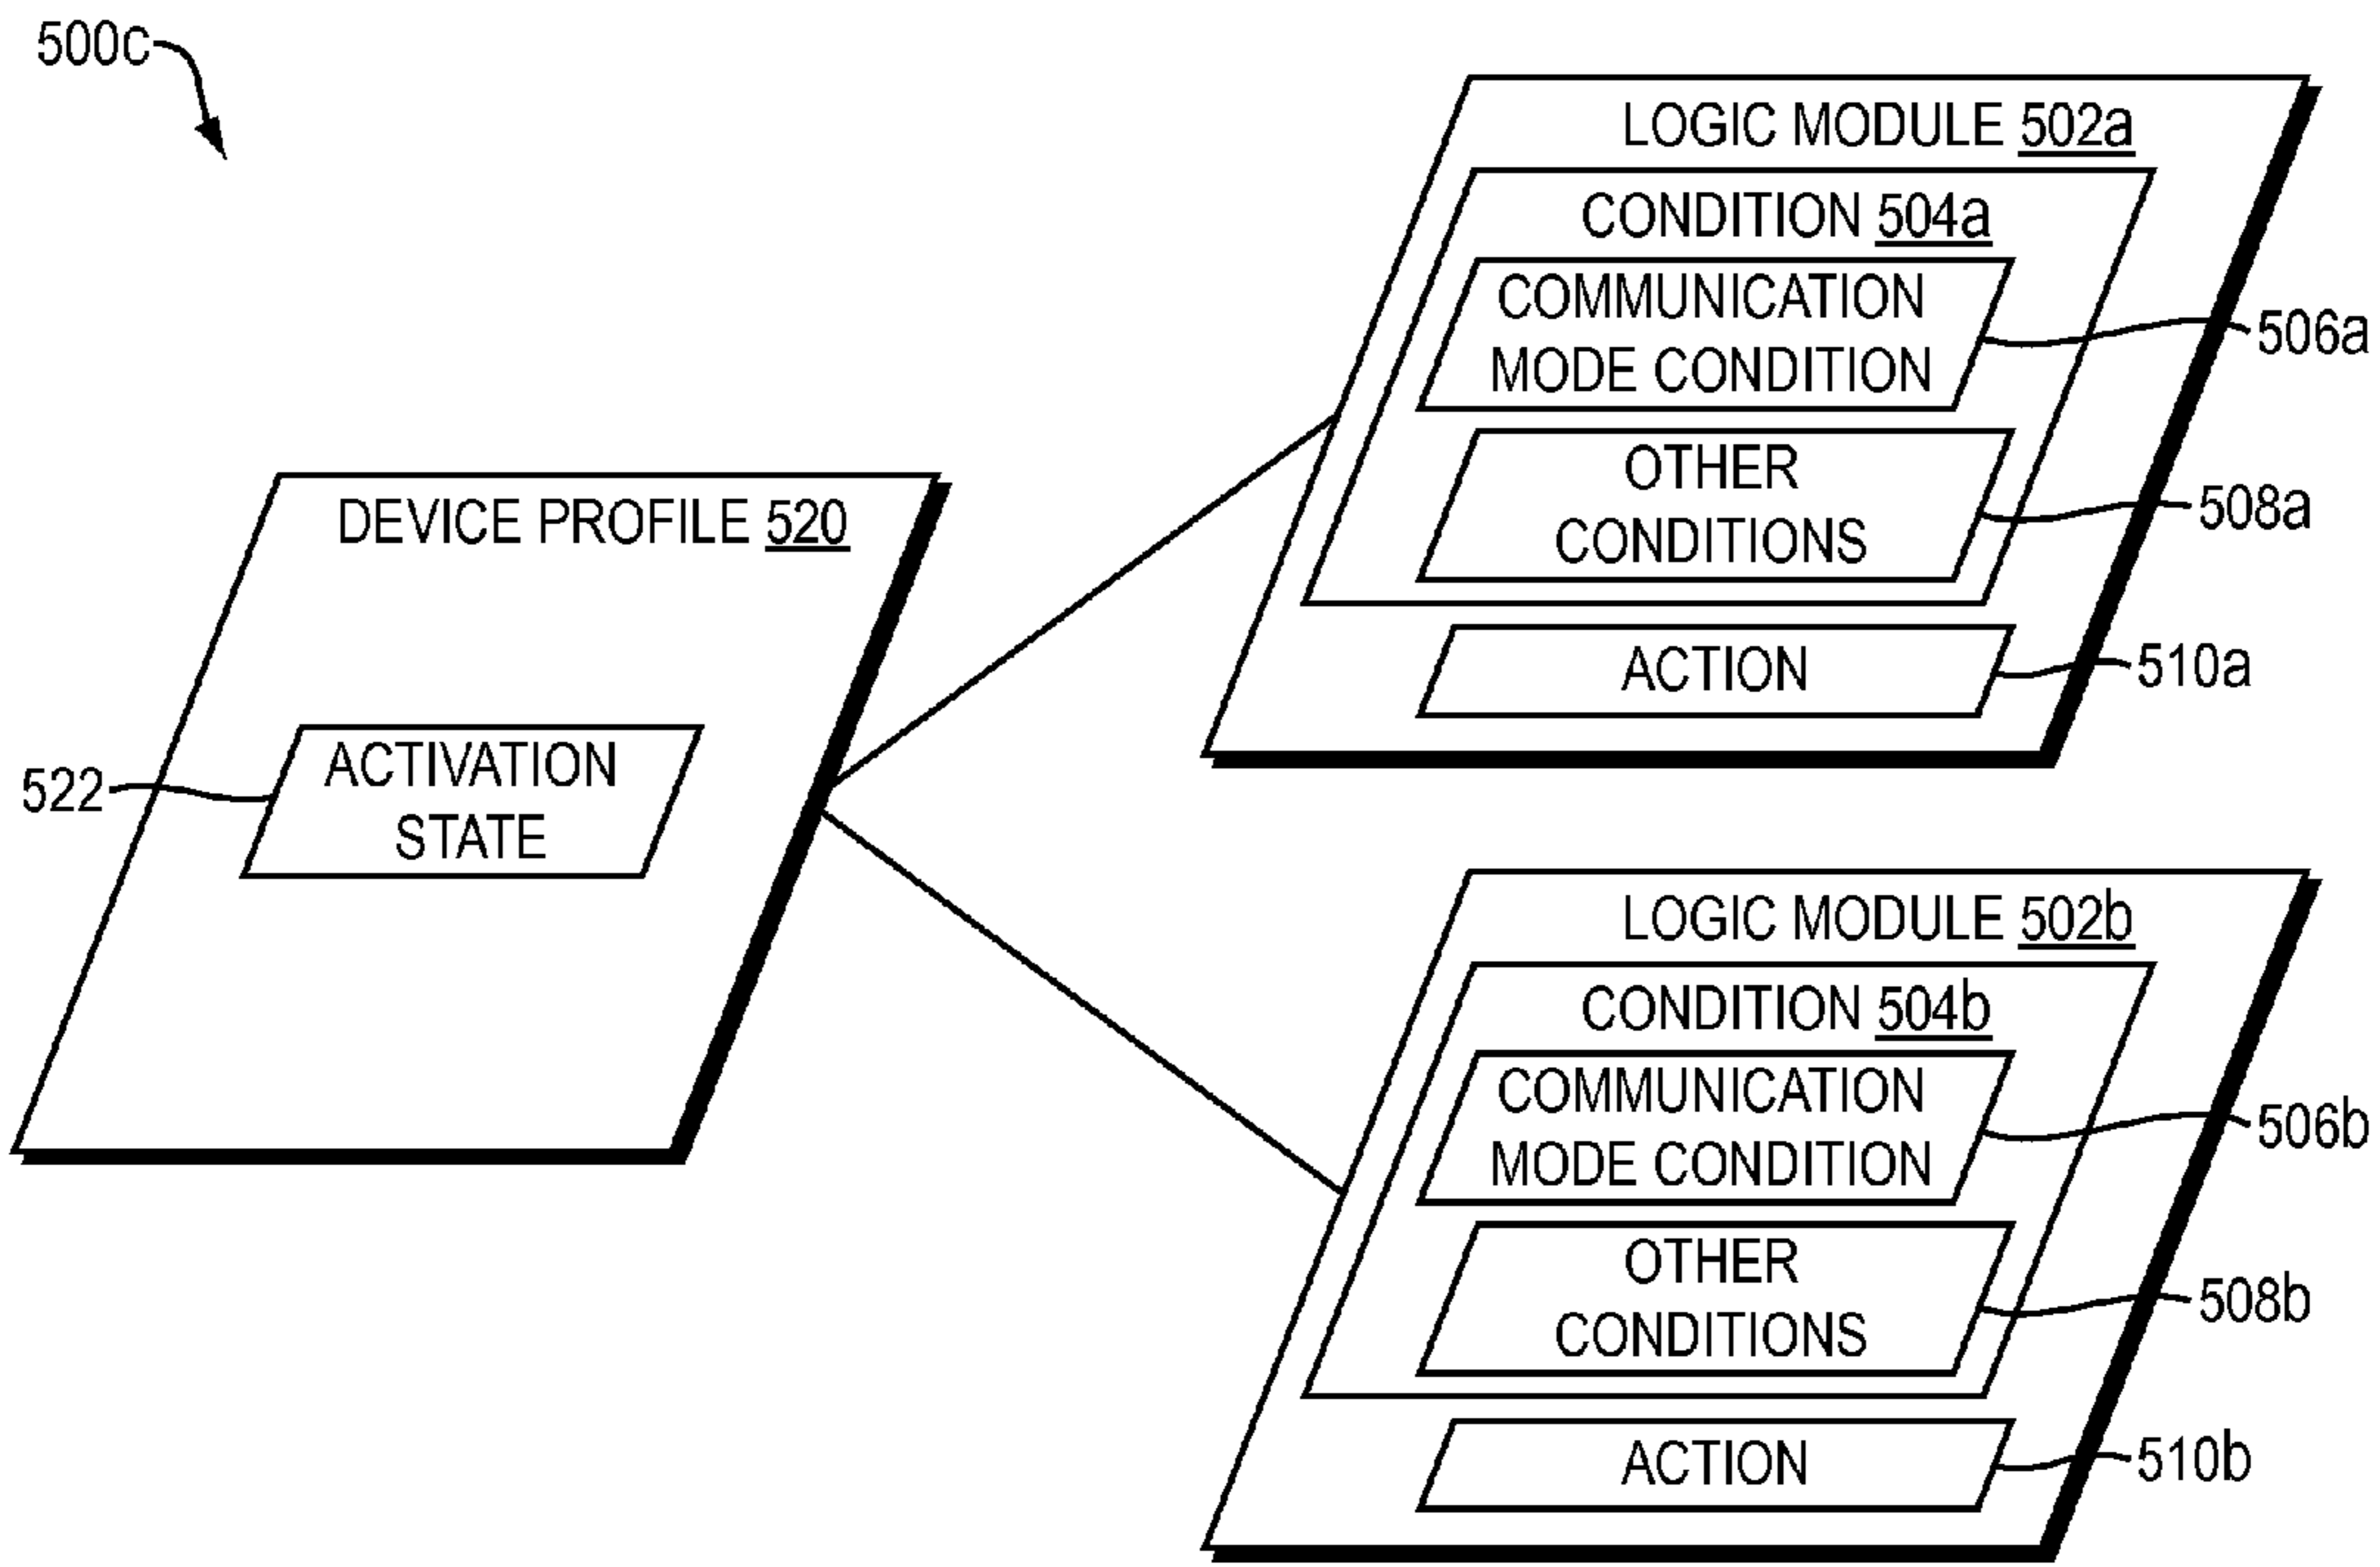 500c
LOGIC MODULE 502a
CONDITION 504a
COMMUNICATION
MODE CONDITION
506a
OTHER
CONDITIONS
508a
ACTION
510a
DEVICE PROFILE 520
ACTIVATION
STATE
522
LOGIC MODULE 502b
CONDITION 504b
COMMUNICATION
MODE CONDITION
506b
OTHER
CONDITIONS
508b
ACTION
510b